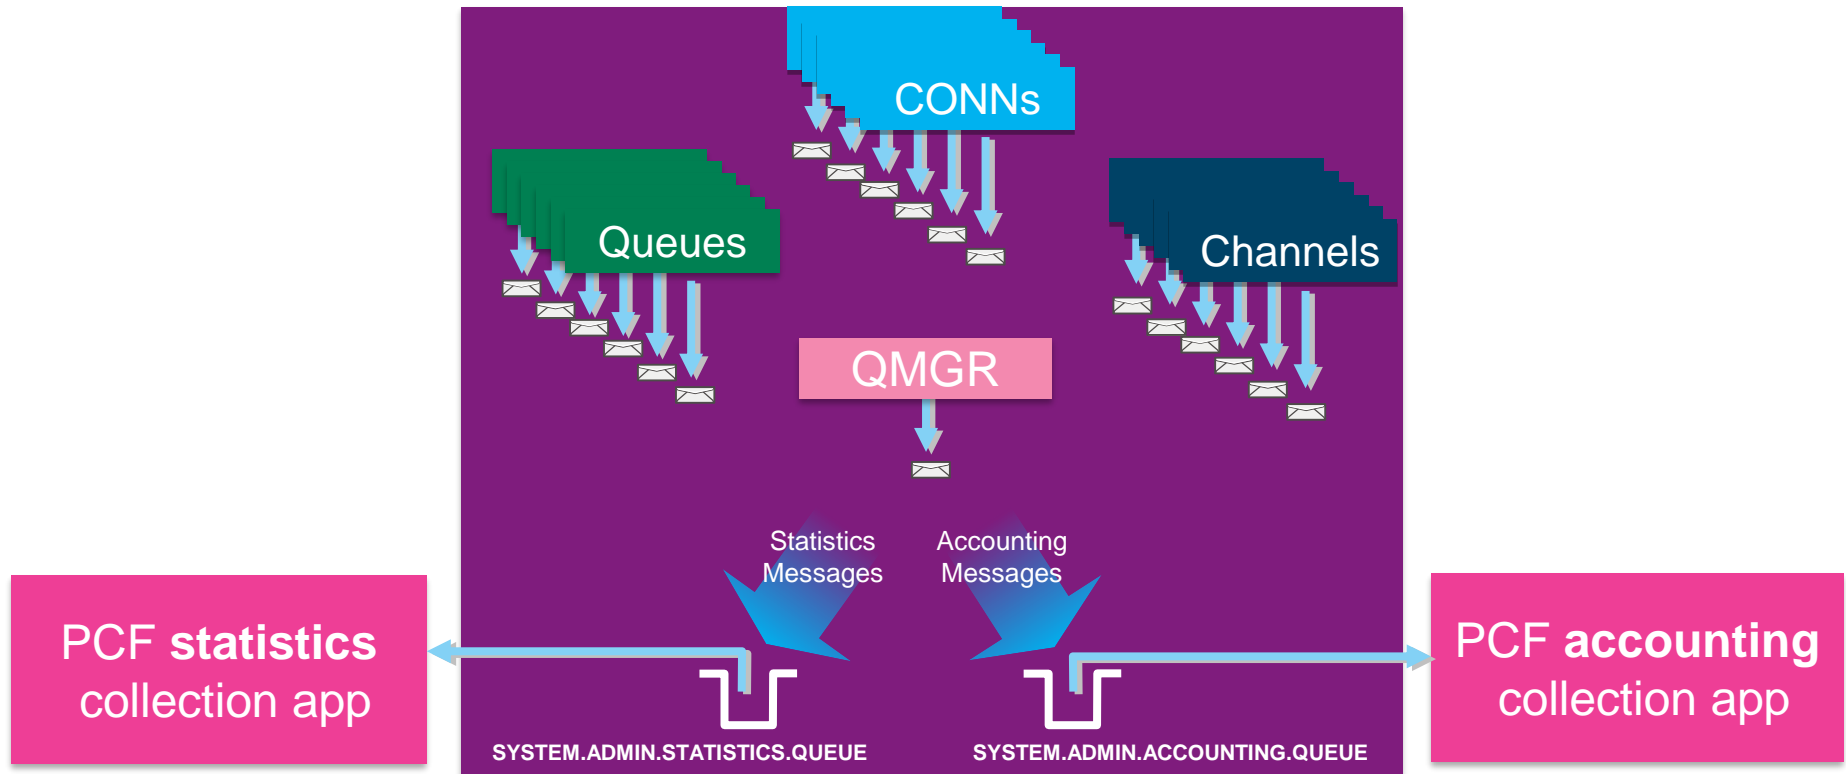 CONNs
Queues
Channels
QMGR
Statistics
Messages
Accounting
Messages
PCF statistics
collection app
PCF accounting
collection app
SYSTEM.ADMIN.STATISTICS.QUEUE
SYSTEM.ADMIN.ACCOUNTING.QUEUE